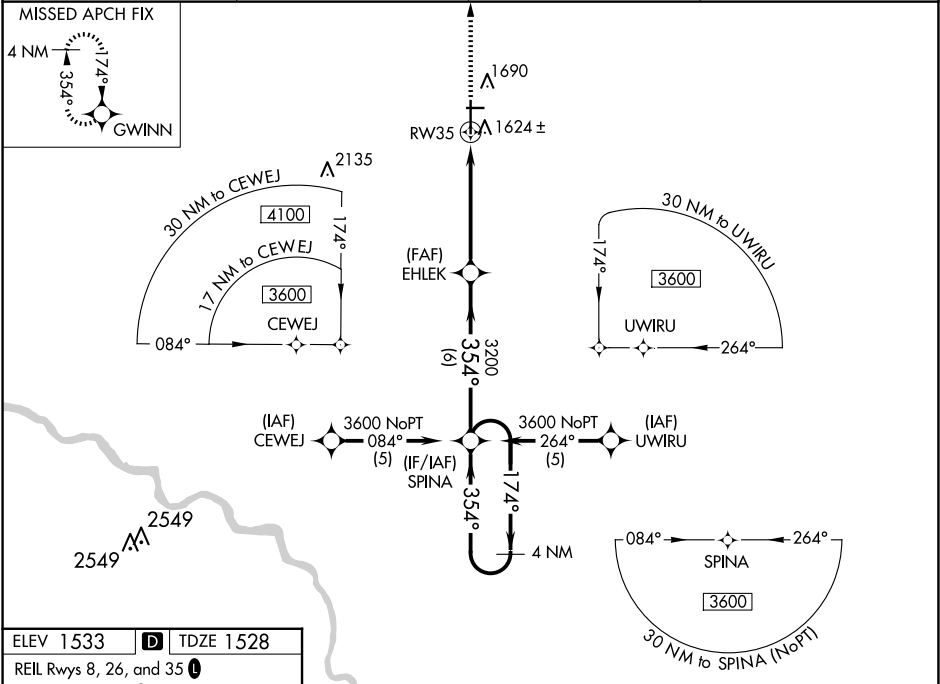 MISSED APCH FIX
4 NM
174°
354°
GWINN
1690
RW35
1624 ±
2135
30 NM to CEWEJ
4100
174°
17 NM to CEWEJ
3600
CEWEJ
084°
(FAF)
EHLEK
30 NM to UWIRU
174°
3600
UWIRU
264°
3200
354°
(6)
(IAF)
CEWEJ
3600 NoPT
084°
(5)
(IF/IAF)
SPINA
3600 NoPT
264°
(5)
(IAF)
UWIRU
354°
174°
4 NM
2549
2549
084°
264°
SPINA
3600
30 NM to SPINA (NoPT)
ELEV 1533 D TDZE 1528
REIL Rwys 8, 26, and 35 L